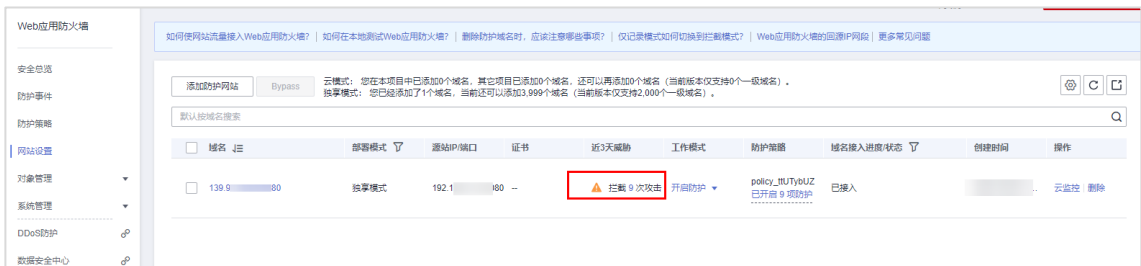 Web应用防火墙
如何使网站流量接入Web应用防火墙? | 如何在本地测试Web应用防火墙? | 删除防护域名时，应该注意哪些事项? | 仅记录模式如何切换到拦截模式? | Web应用防火墙的回源IP网段 | 更多常见问题
安全总览
防护事件
防护策略
网站设置
对象管理
系统管理
DDoS防护
数据安全中心
添加防护网站
Bypass
云模式： 您在本项目中已添加0个域名，其它项目已添加0个域名，还可以再添加0个域名（当前版本仅支持0个一级域名）.
独享模式： 您已经添加了1个域名，当前还可以添加3,999个域名（当前版本仅支持2,000个一级域名）.
默认按域名搜索
域名 部署模式 源站IP/端口 证书 近3天威胁 工作模式 防护策略 域名接入进度/状态 创建时间 操作
139.9 80 独享模式 192.1 80 -- 拦截 9 次攻击 开启防护 policy_ttUTybUZ 已接入 .. 云监控 删除
已开启 9 项防护